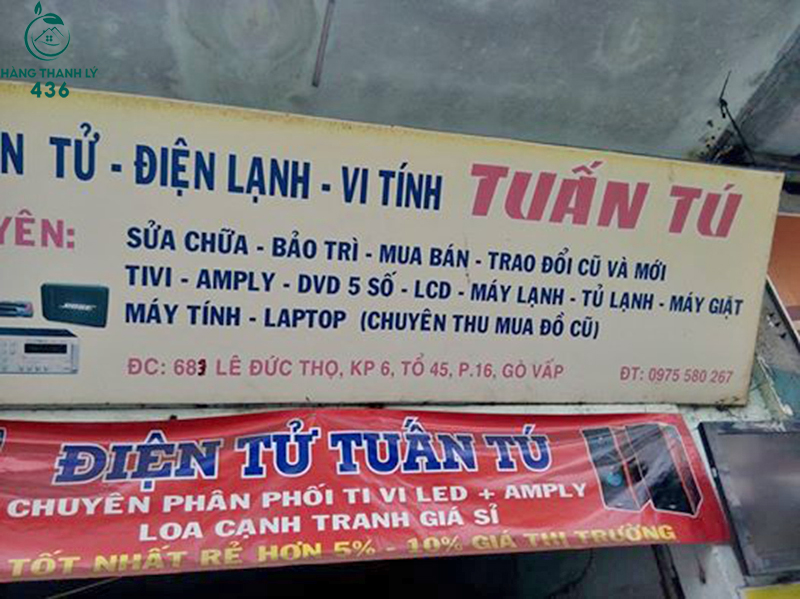 HÀNG THANH LÝ
436
N TỬ - ĐIỆN LẠNH - VI TÍNH TUẤN TÚ
YÊN:
SỬA CHỮA - BẢO TRÌ - MUA BÁN - TRAO ĐỔI CŨ VÀ MỚI
TIVI - AMPLY - DVD 5 SỐ - LCD - MÁY LẠNH - TỦ LẠNH - MÁY GIẶT
MÁY TÍNH - LAPTOP (CHUYÊN THU MUA ĐỒ CŨ)
BOSE
ĐC: 683 LÊ ĐỨC THỌ, KP 6, TỔ 45, P.16, GÒ VẤP ĐT: 0975 580 267
ĐIỆN TỬ TUẤN TÚ
CHUYÊN PHÂN PHỐI TI VI LED + AMPLY
LOA CẠNH TRANH GIÁ SỈ
TỐT NHẤT RẺ HƠN 5% - 10% GIÁ THỊ TRƯỜNG